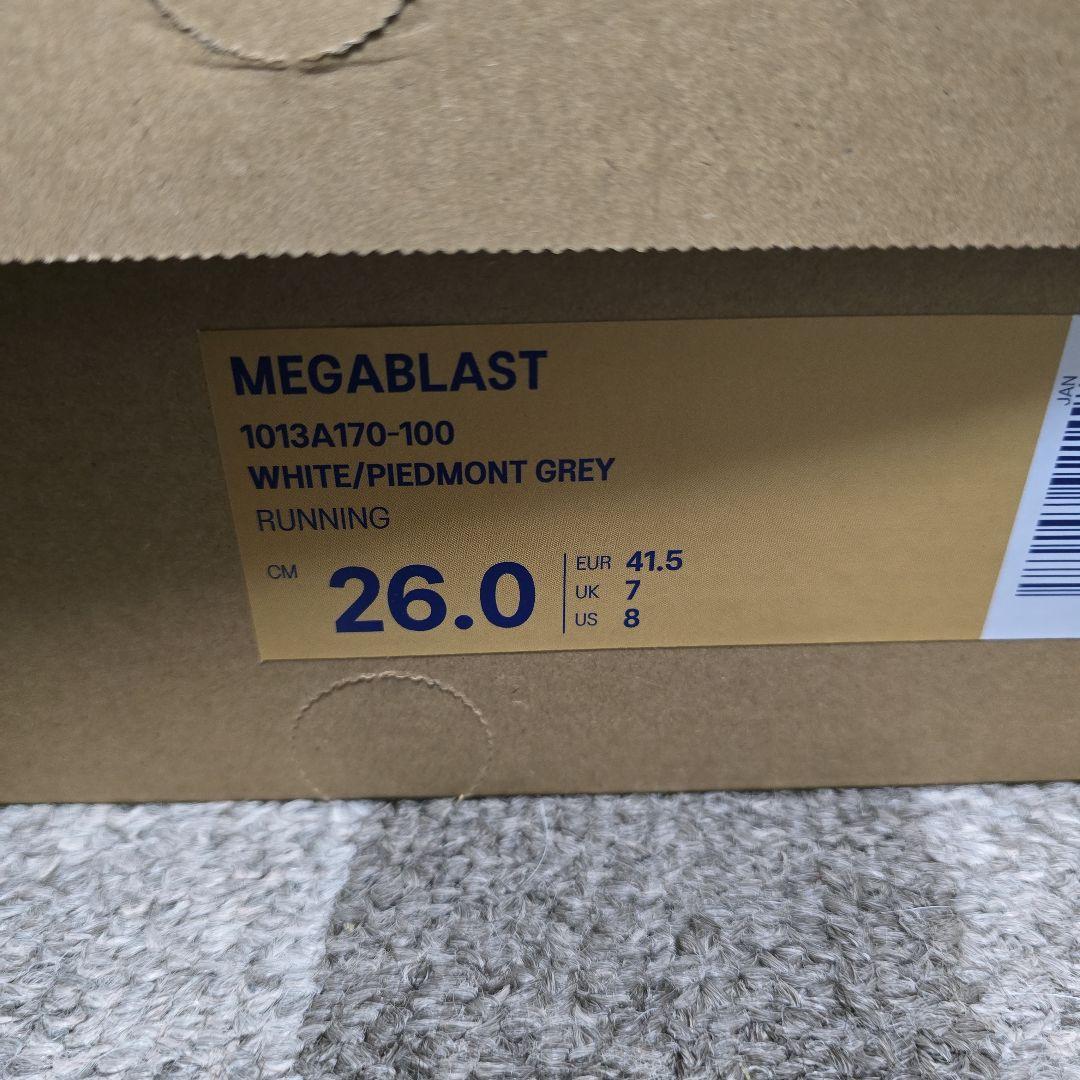 MEGABLAST
1013A170-100
WHITE/PIEDMONT GREY
RUNNING
CM 26.0
EUR 41.5
UK 7
US 8
JAN